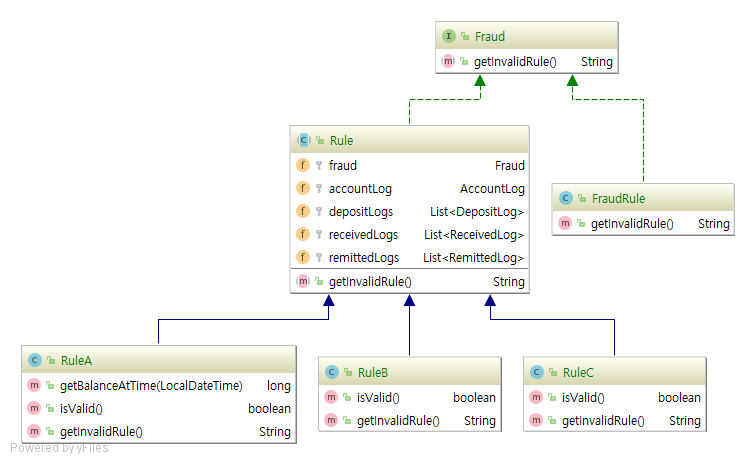 I Fraud
m getInvalidRule() String
C Rule
f fraud Fraud
f accountLog AccountLog
f depositLogs List<DepositLog>
f receivedLogs List<ReceivedLog>
f remittedLogs List<RemittedLog>
m getInvalidRule() String
C FraudRule
m getInvalidRule() String
C RuleA
m getBalanceAtTime(LocalDateTime) long
m isValid() boolean
m getInvalidRule() String
C RuleB
m isValid() boolean
m getInvalidRule() String
C RuleC
m isValid() boolean
m getInvalidRule() String
Powered by yFiles